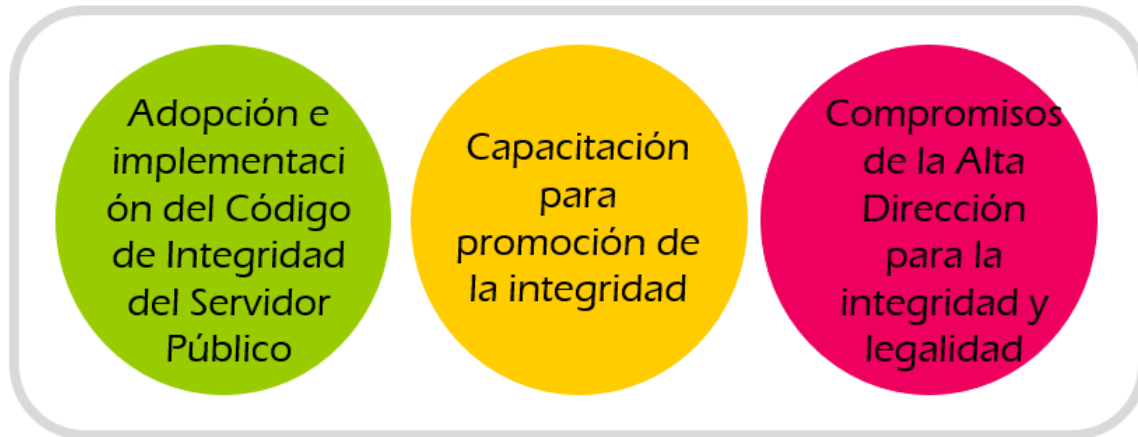 Adopción e
implementaci
ón del Código
de Integridad
del Servidor
Público
Capacitación
para
promoción de
la integridad
Compromisos
de la Alta
Dirección
para la
integridad y
legalidad